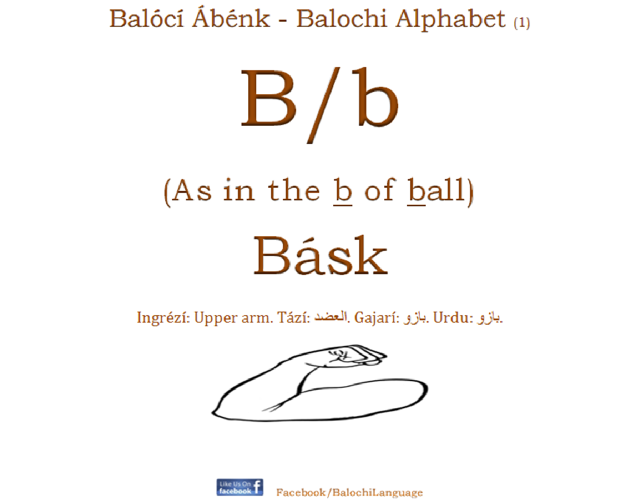 Balócí Ábénk - Balochi Alphabet (1)
B/b
(As in the b of ball)
Básk
Ingrézí: Upper arm. Tází: العضد. Gajarí: بازو. Urdu: بازو.
Like Us On
facebook f
Facebook/BalochiLanguage